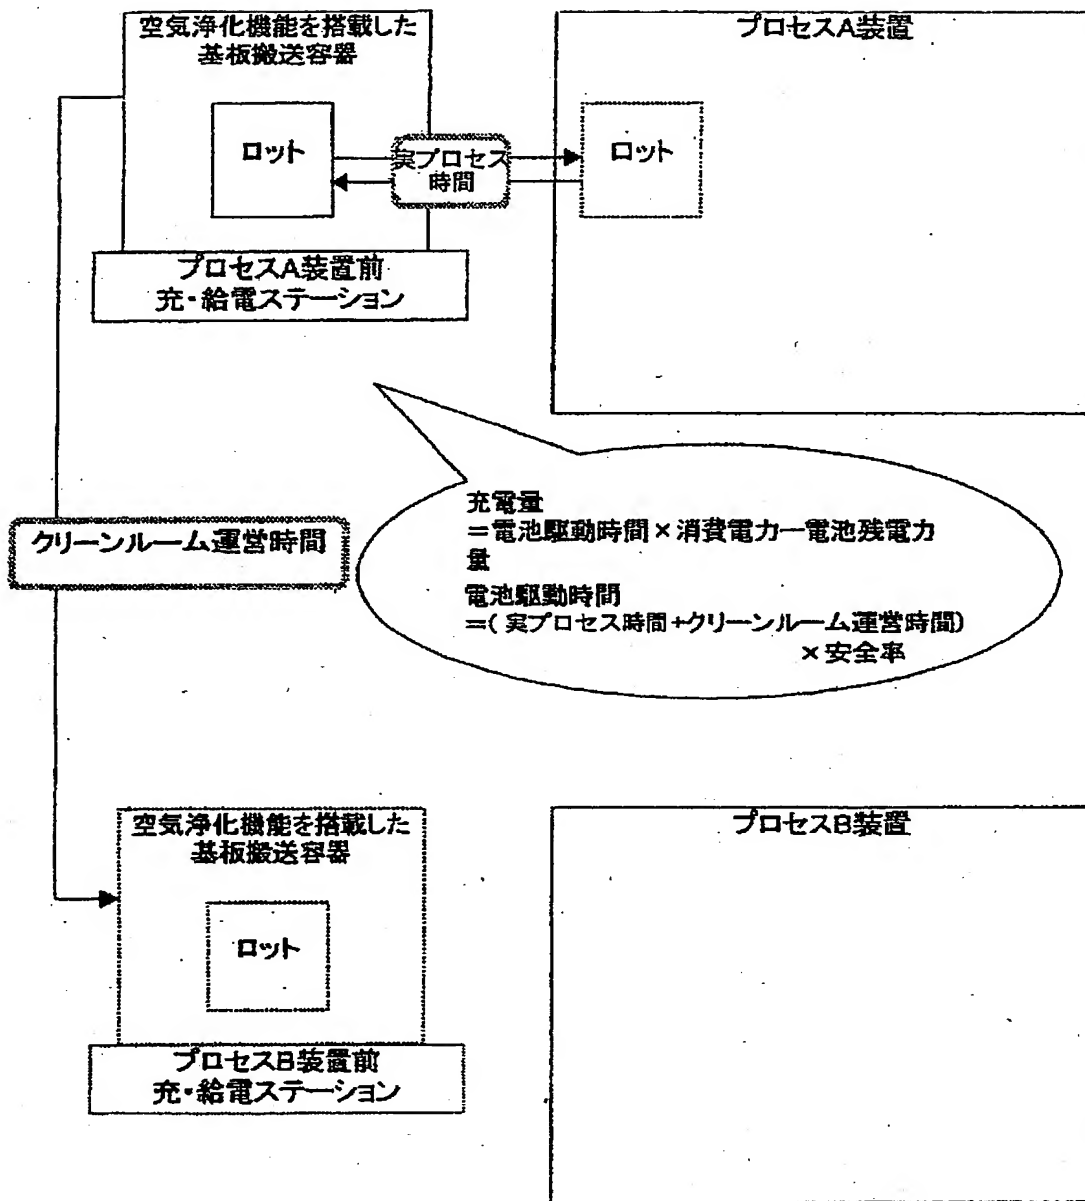 空気浄化機能を搭載した
基板搬送容器
プロセスA装置
ロット
実プロセス
時間
ロット
プロセスA装置前
充・給電ステーション
充電量
=電池駆動時間×消費電力ー電池残電力
量
電池駆動時間
=(実プロセス時間+クリーンルーム運営時間)
×安全率
クリーンルーム運営時間
空気浄化機能を搭載した
基板搬送容器
プロセスB装置
ロット
プロセスB装置前
充・給電ステーション